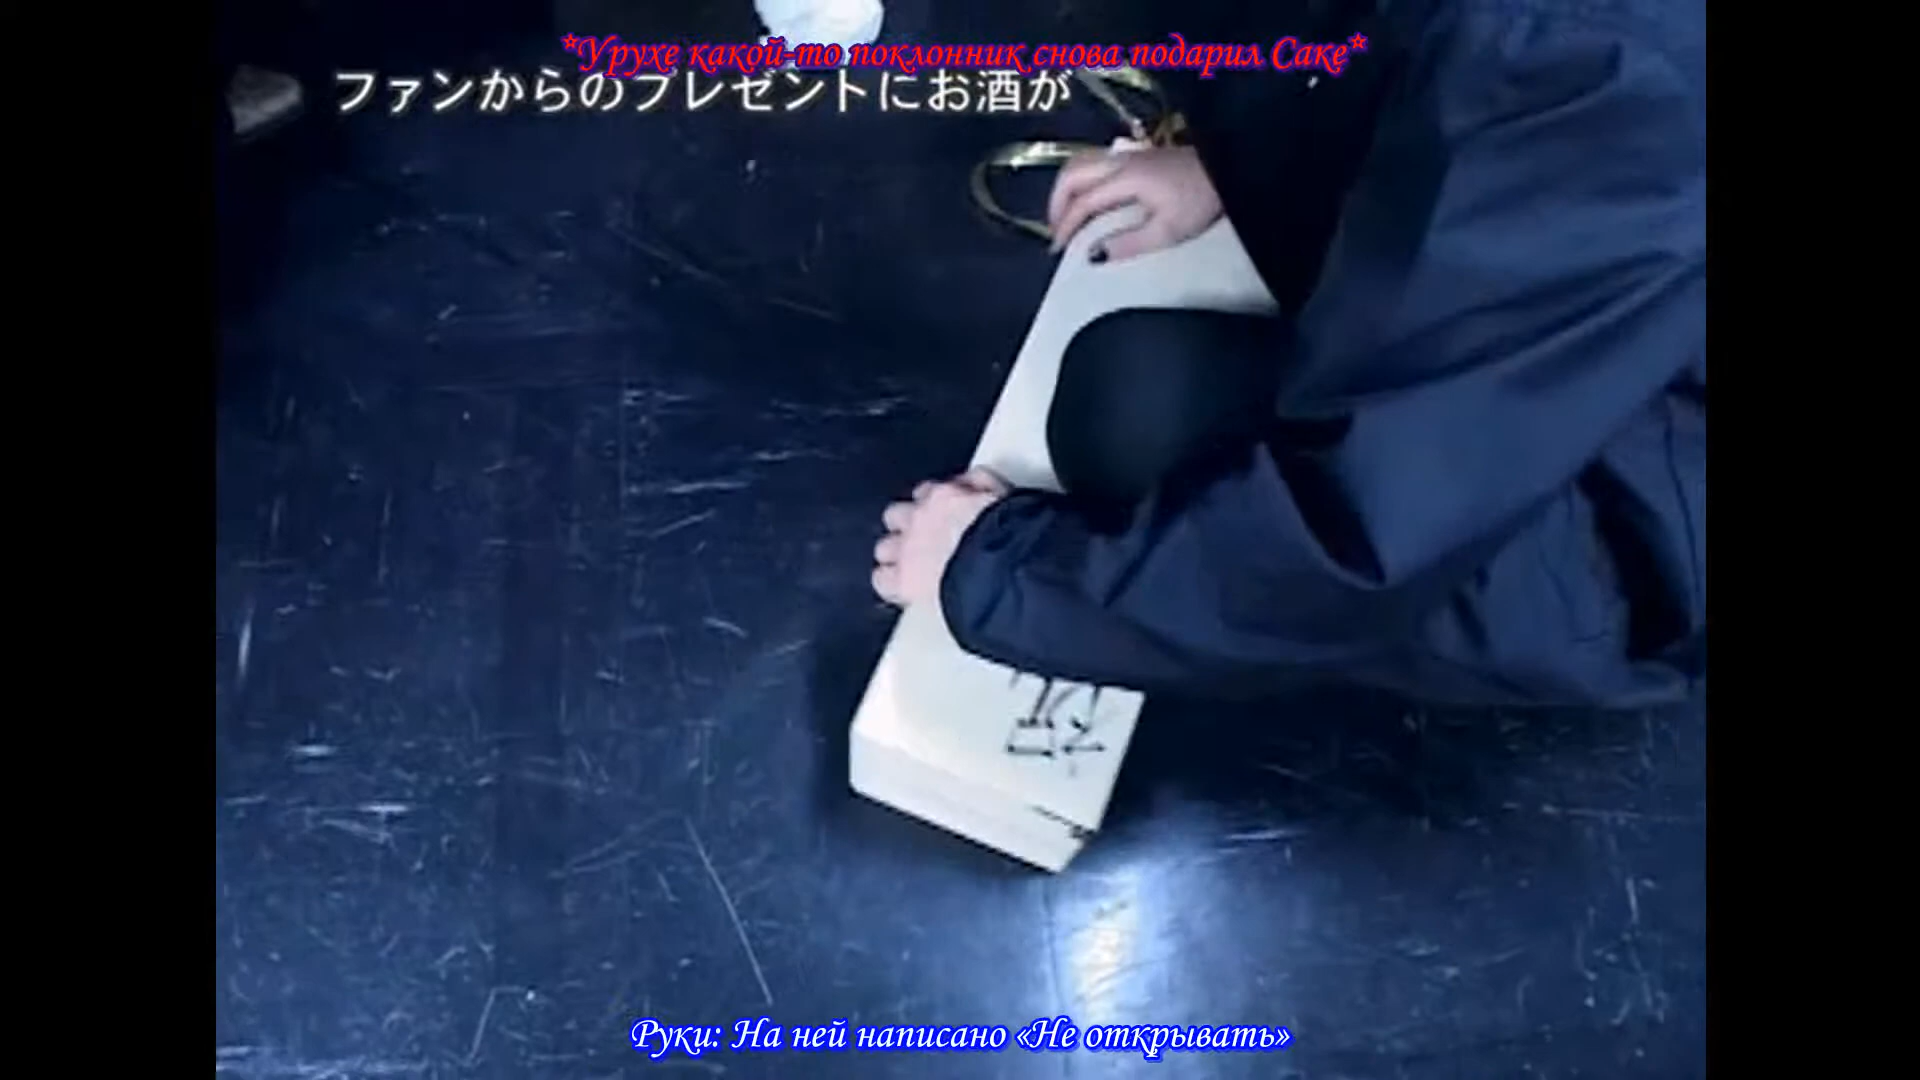 *Урухе какой-то поклонник снова подарил Саке*
ファンからのプレゼントにお酒が
Руки: На ней написано «Не открывать»